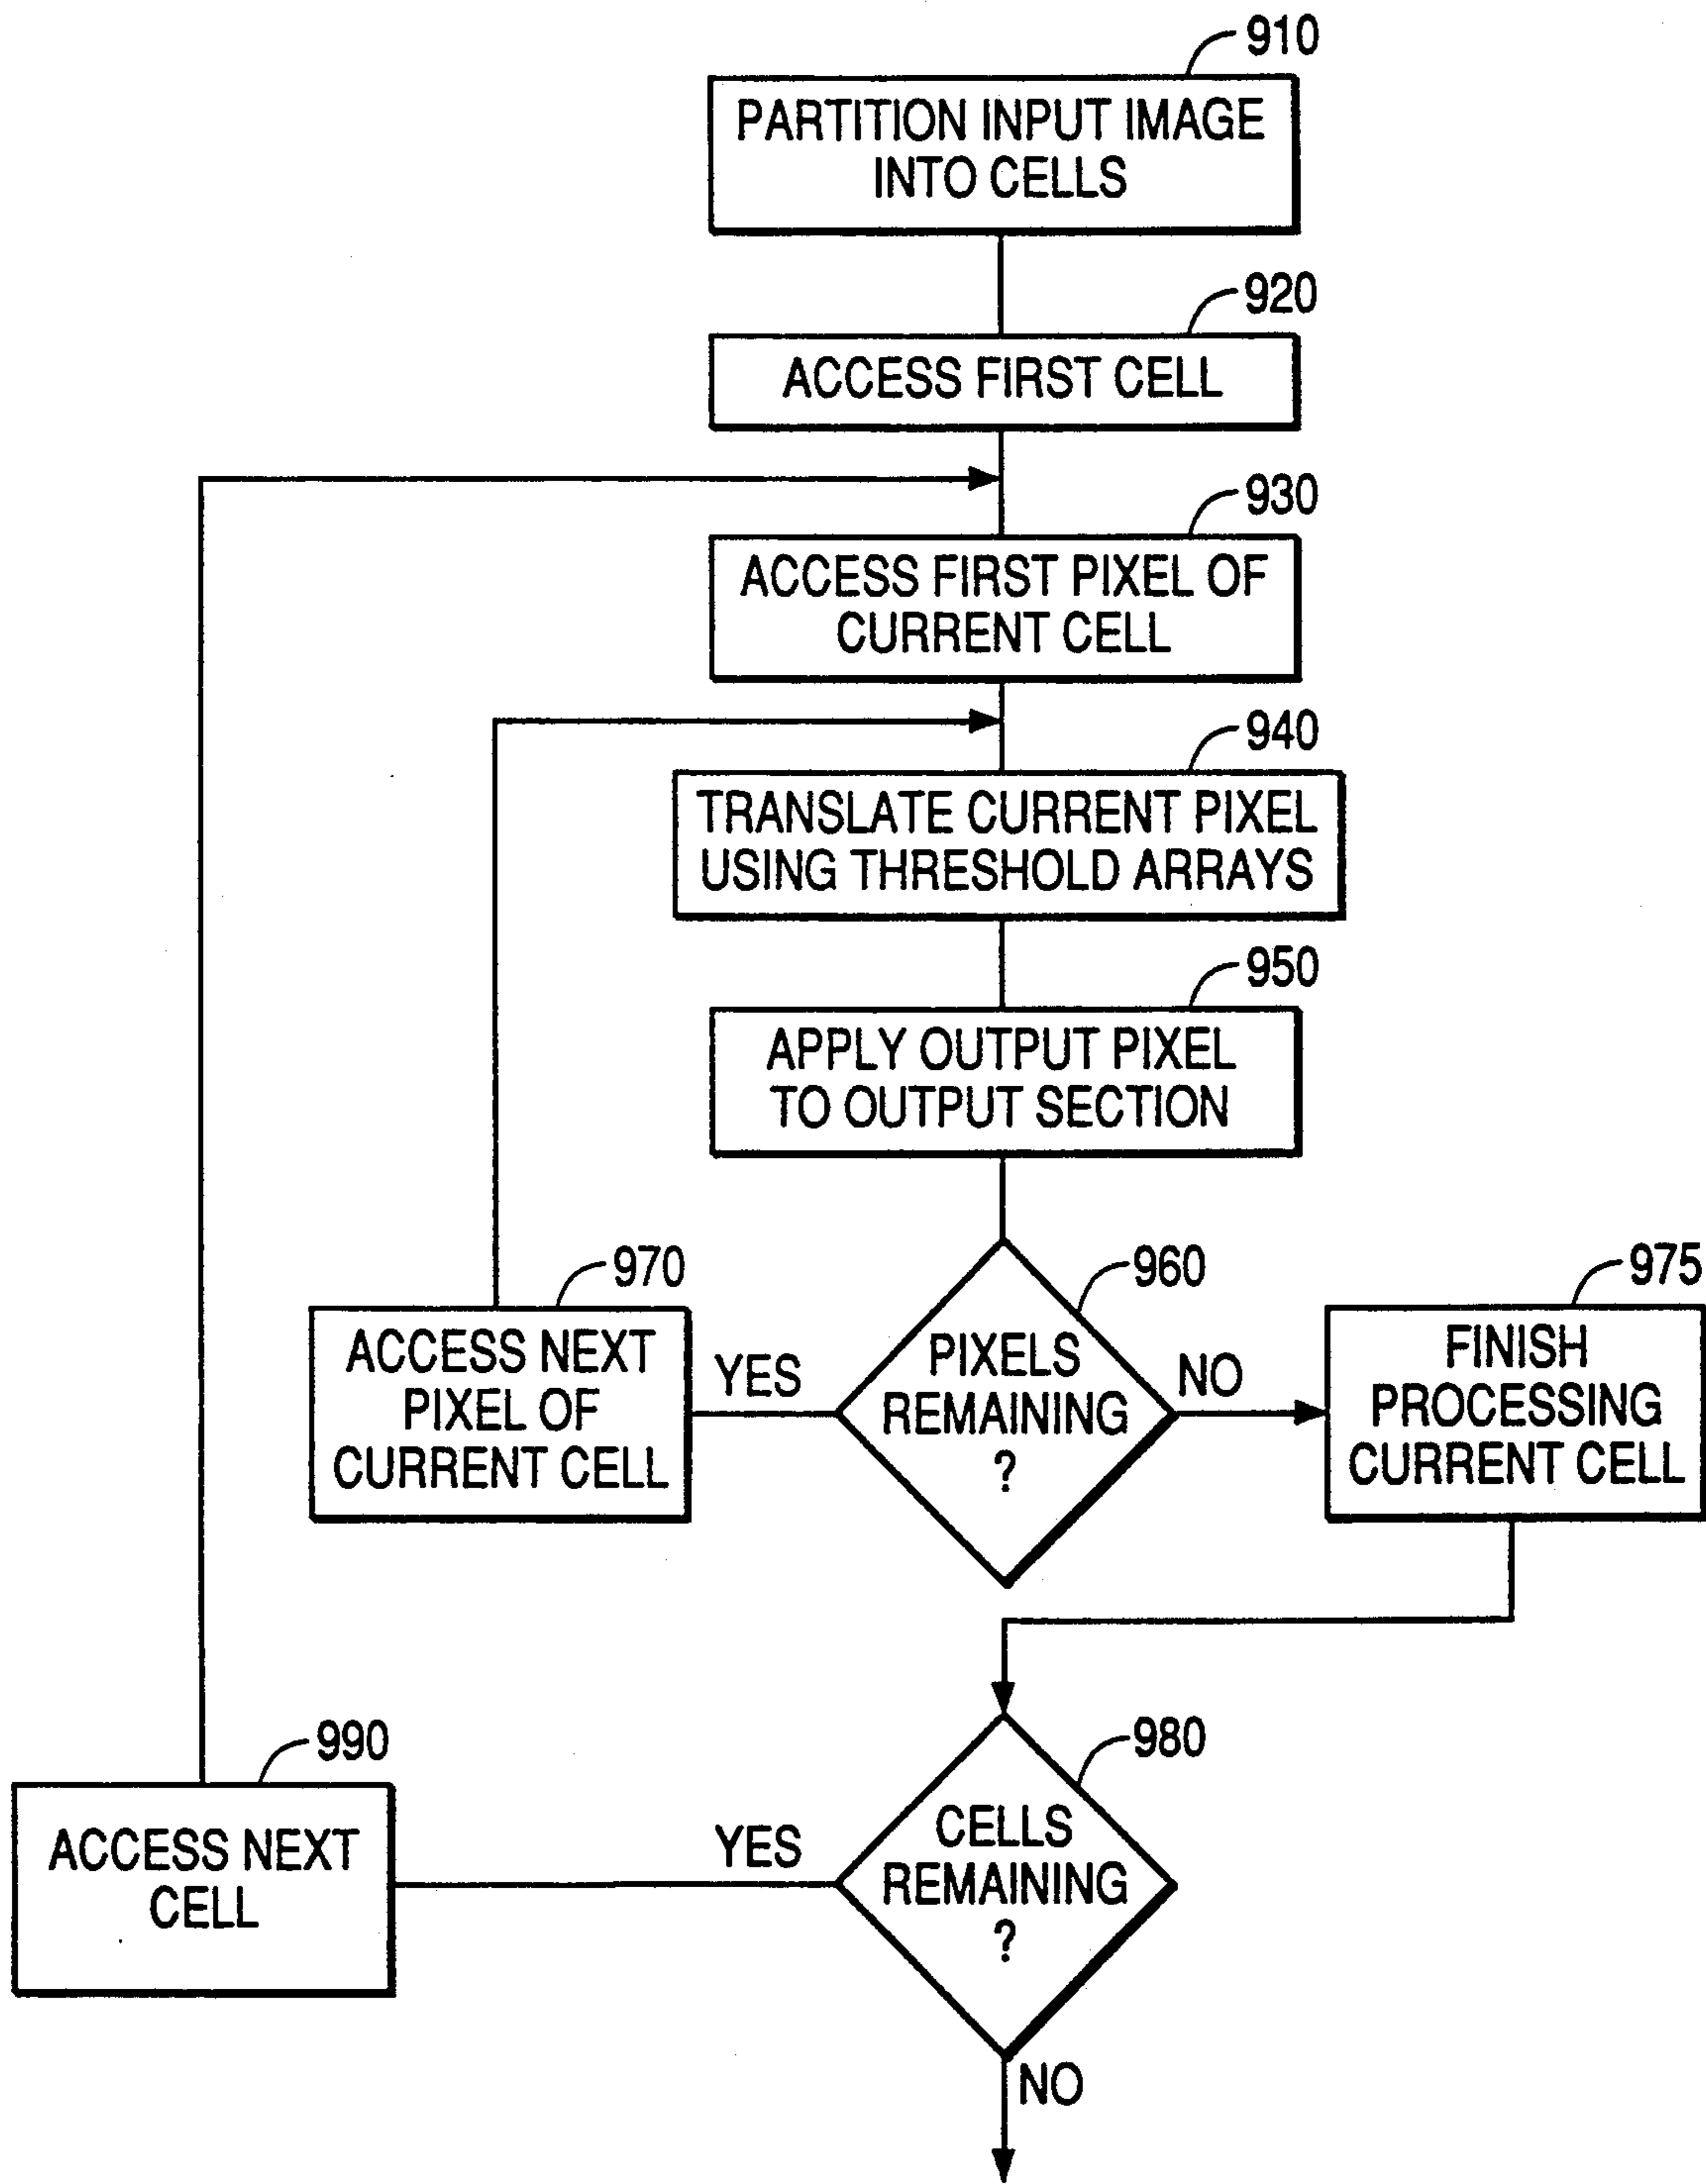 910
PARTITION INPUT IMAGE
INTO CELLS
920
ACCESS FIRST CELL
930
ACCESS FIRST PIXEL OF
CURRENT CELL
940
TRANSLATE CURRENT PIXEL
USING THRESHOLD ARRAYS
950
APPLY OUTPUT PIXEL
TO OUTPUT SECTION
970
ACCESS NEXT
PIXEL OF
CURRENT CELL
YES
960
PIXELS
REMAINING
?
NO
975
FINISH
PROCESSING
CURRENT CELL
990
ACCESS NEXT
CELL
YES
980
CELLS
REMAINING
?
NO